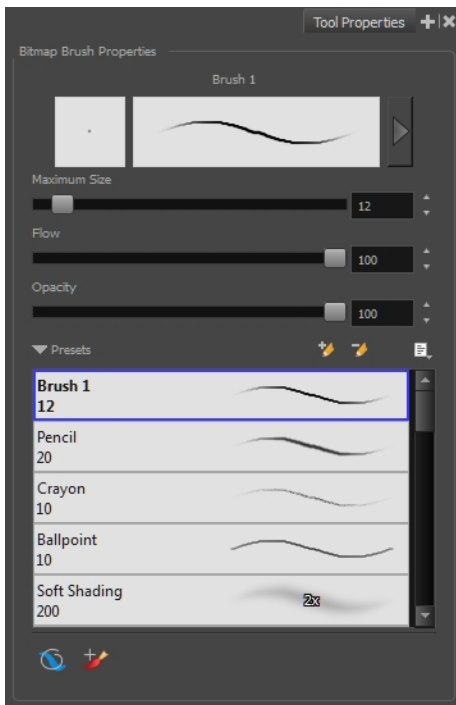 Tool Properties
Bitmap Brush Properties
Brush 1
Maximum Size
12
Flow
100
Opacity
100
Presets
Brush 1
12
Pencil
20
Crayon
10
Ballpoint
10
Soft Shading
200
2x